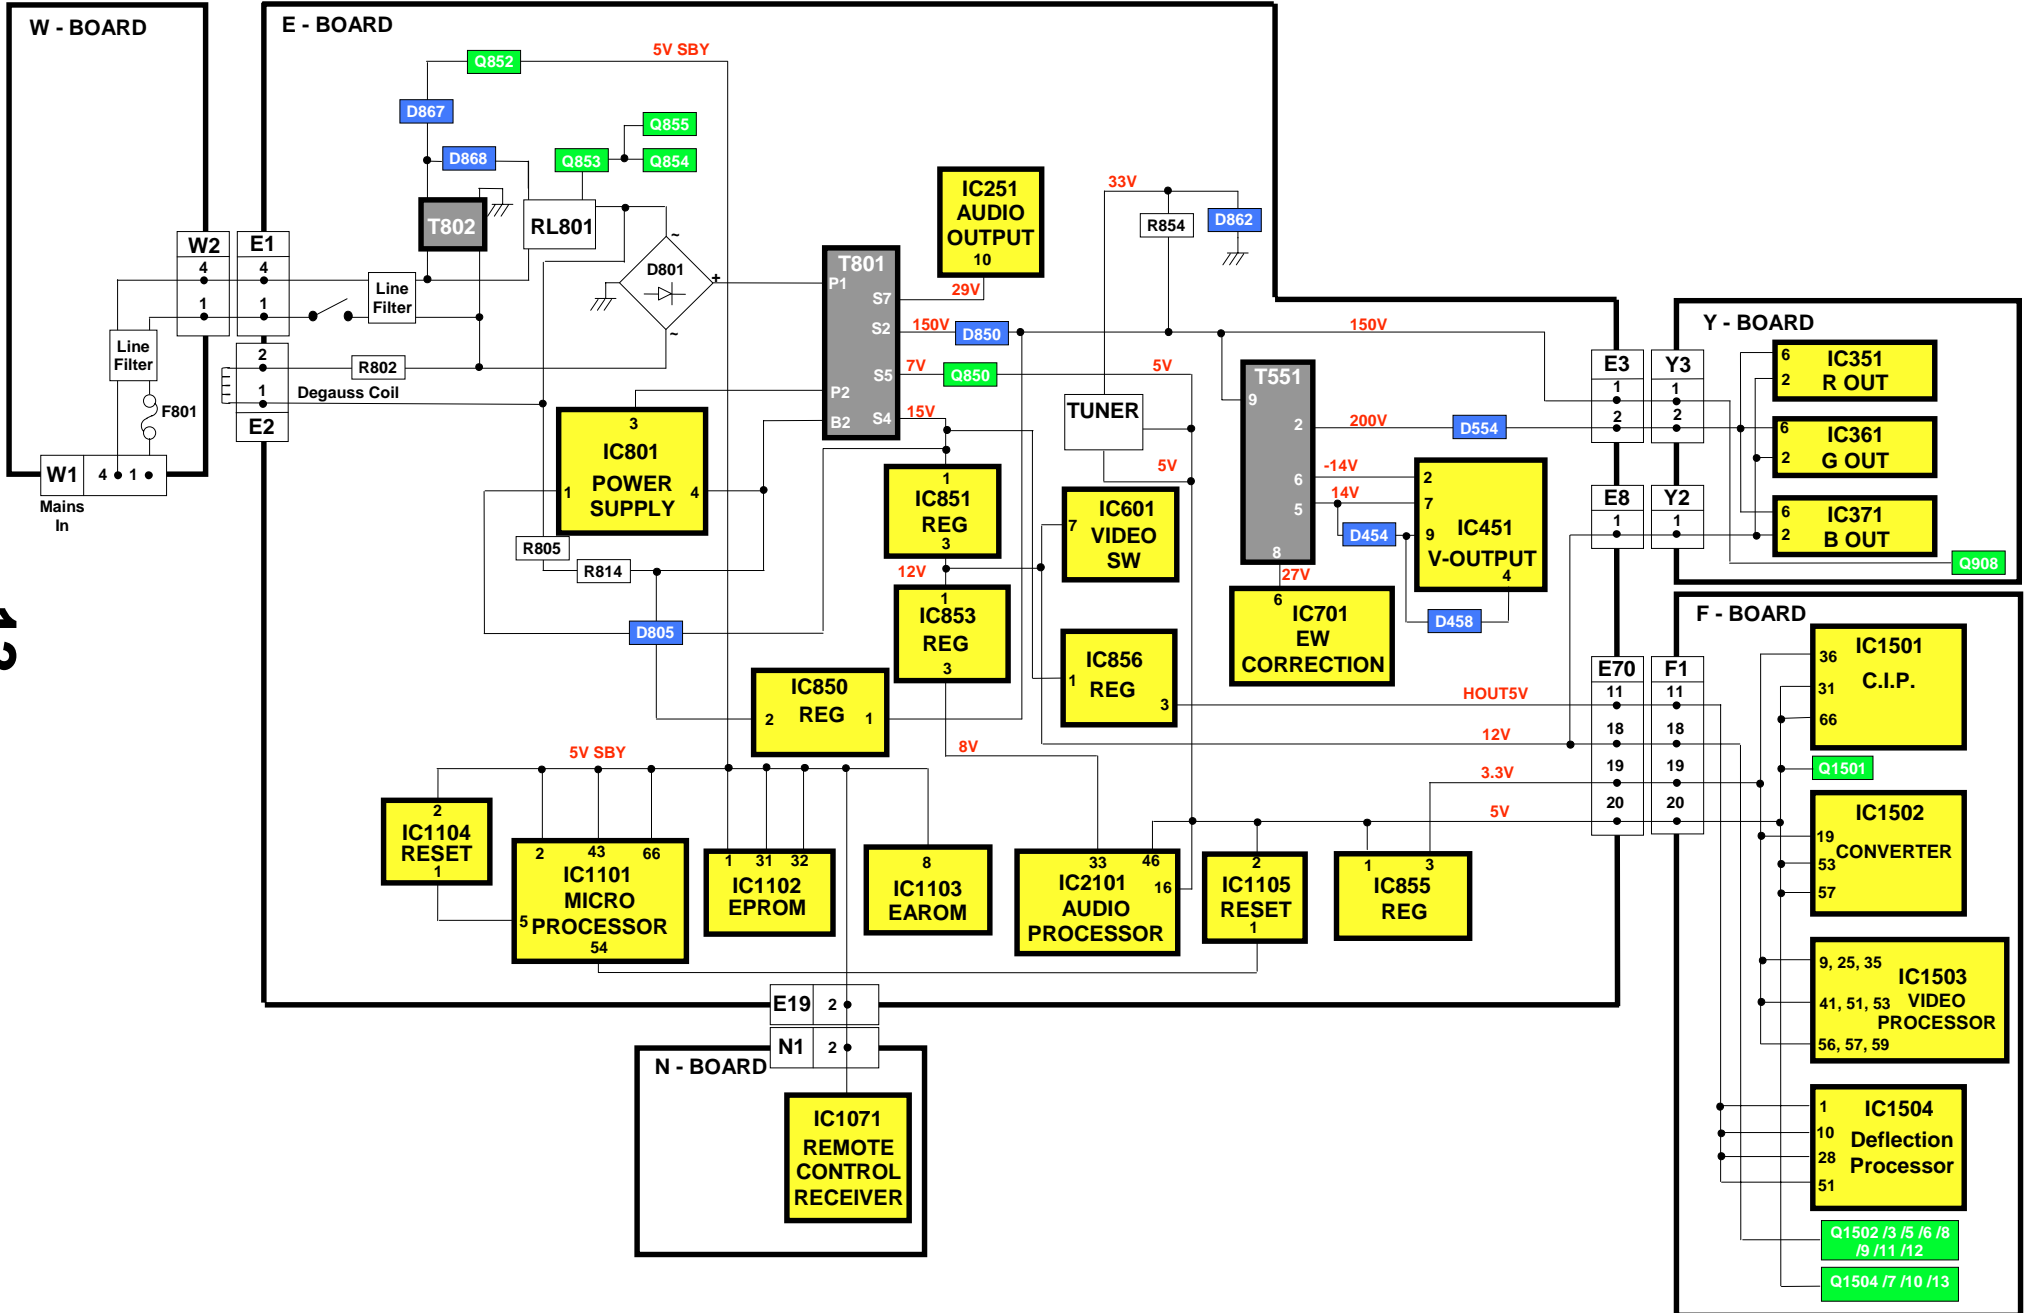 W - BOARD
E - BOARD
Q852
5V SBY
D867
Q855
D868
Q853
Q854
T802
RL801
IC251
AUDIO
OUTPUT
10
33V
R854
D862
W2
E1
4
4
1
1
Line
Filter
D801
~
+
~
T801
P1
S7
S2
S5
P2
S4
B2
29V
150V
D850
150V
7V
Q850
5V
15V
Y - BOARD
6
IC351
2
R OUT
6
IC361
2
G OUT
6
IC371
2
B OUT
Q908
E3
Y3
1
1
2
2
E8
Y2
1
1
Line
Filter
F801
2
1
E2
R802
Degauss Coil
W1
4
1
Mains
In
3
IC801
POWER
SUPPLY
1
4
R805
R814
D805
1
IC851
REG
3
12V
1
IC853
REG
3
TUNER
5V
7
IC601
VIDEO
SW
T551
9
2
6
5
8
200V
D554
-14V
14V
D454
27V
2
7
9
IC451
V-OUTPUT
4
D458
6
IC701
EW
CORRECTION
IC856
1
REG
3
IC850
REG
2
1
HOUT5V
12V
8V
3.3V
5V
E70
F1
11
11
18
18
19
19
20
20
F - BOARD
36
IC1501
31
C.I.P.
66
Q1501
IC1502
19
CONVERTER
53
57
9, 25, 35
IC1503
41, 51, 53
VIDEO
PROCESSOR
56, 57, 59
1
IC1504
10
Deflection
28
Processor
51
Q1502 /3 /5 /6 /8
/9 /11 /12
Q1504 /7 /10 /13
5V SBY
2
IC1104
RESET
1
2
43
66
IC1101
MICRO
5
PROCESSOR
54
1
31
32
IC1102
EPROM
8
IC1103
EAROM
33
46
IC2101
16
AUDIO
PROCESSOR
2
IC1105
RESET
1
1
3
IC855
REG
E19
2
N1
2
N - BOARD
IC1071
REMOTE
CONTROL
RECEIVER